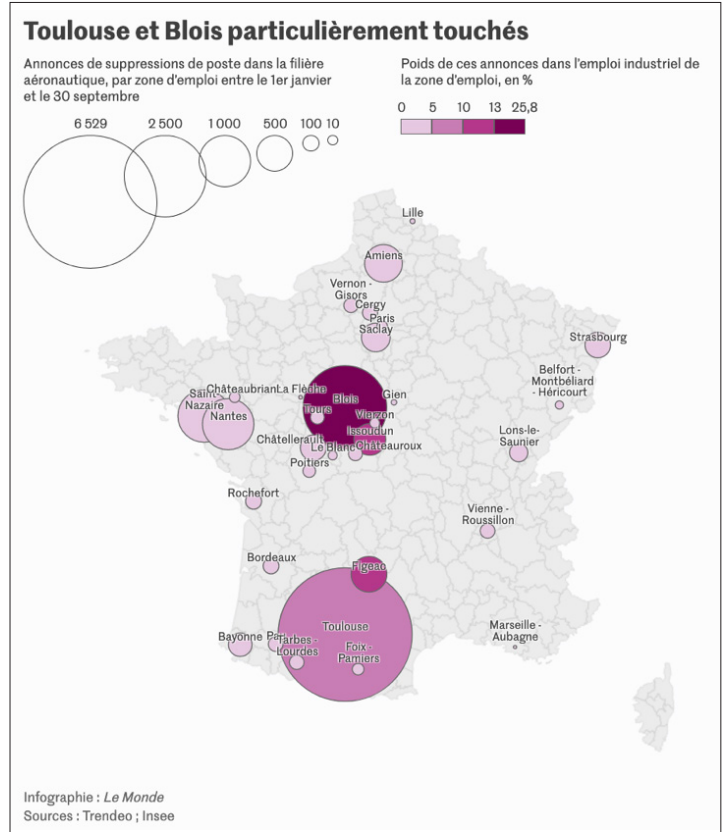 Toulouse et Blois particulièrement touchés
Annonces de suppressions de poste dans la filière
aéronautique, par zone d'emploi entre le 1er janvier
et le 30 septembre
Poids de ces annonces dans l'emploi industriel de
la zone d'emploi, en %
6 529 2 500 1 000 500 100 10
0 5 10 13 25,8
Lille
Amiens
Vernon -
Gisors
Cergy
Paris
Saclay
Strasbourg
Belfort -
Montbéliard
- Héricourt
Châteaubriant
La Flèche
Gien
Saint-
Nazaire
Blois
Tours
Nantes
Vierzon
Issoudun
Lons-le-
Saunier
Châtellerault
Le Blanc
Châteauroux
Poitiers
Rochefort
Vienne -
Roussillon
Bordeaux
Figeac
Toulouse
Marseille -
Aubagne
Bayonne
Tarbes -
Lourdes
Foix -
Pamiers
Infographie : Le Monde
Sources : Trendeo ; Insee